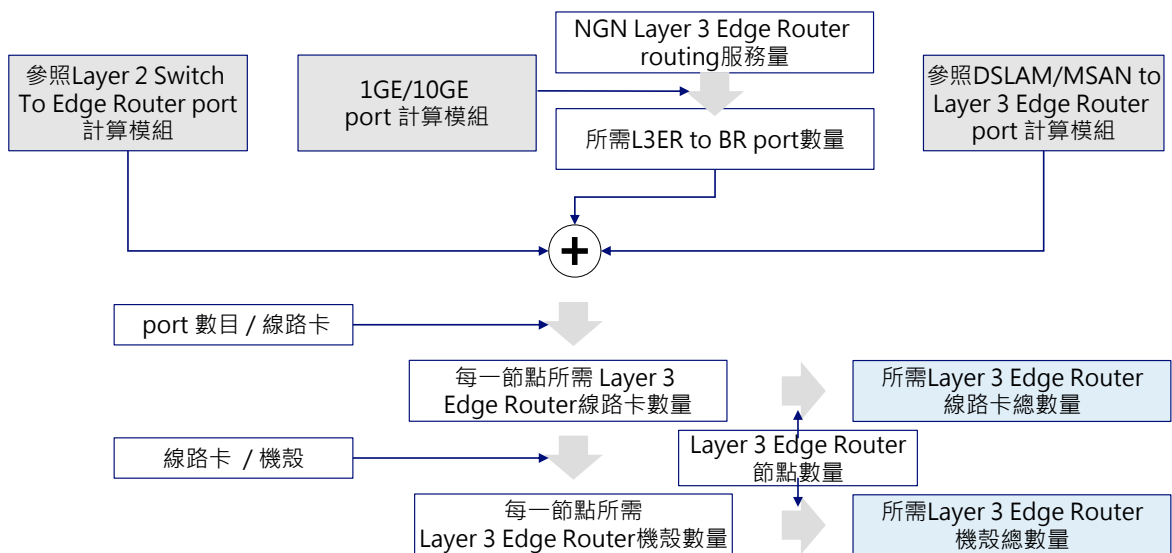 NGN Layer 3 Edge Router
routing服務量
參照Layer 2 Switch
To Edge Router port
計算模組
1GE/10GE
port 計算模組
參照DSLAM/MSAN to
Layer 3 Edge Router
port 計算模組
所需L3ER to BR port數量
+
port 數目 / 線路卡
每一節點所需 Layer 3
Edge Router線路卡數量
所需Layer 3 Edge Router
線路卡總數量
線路卡 / 機殼
Layer 3 Edge Router
節點數量
每一節點所需
Layer 3 Edge Router機殼數量
所需Layer 3 Edge Router
機殼總數量